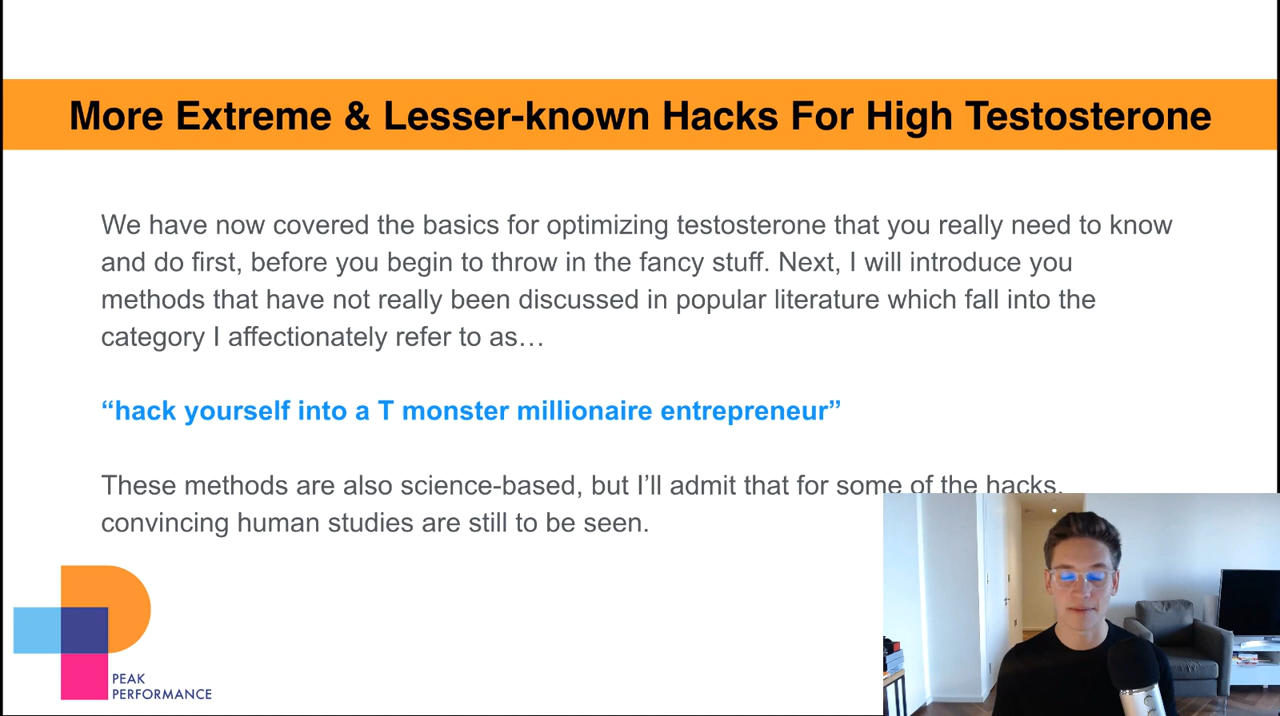 More Extreme & Lesser-known Hacks For High Testosterone
We have now covered the basics for optimizing testosterone that you really need to know
and do first, before you begin to throw in the fancy stuff. Next, I will introduce you
methods that have not really been discussed in popular literature which fall into the
category I affectionately refer to as…
“hack yourself into a T monster millionaire entrepreneur”
These methods are also science-based, but I’ll admit that for some of the hacks,
convincing human studies are still to be seen.
PEAK
PERFORMANCE